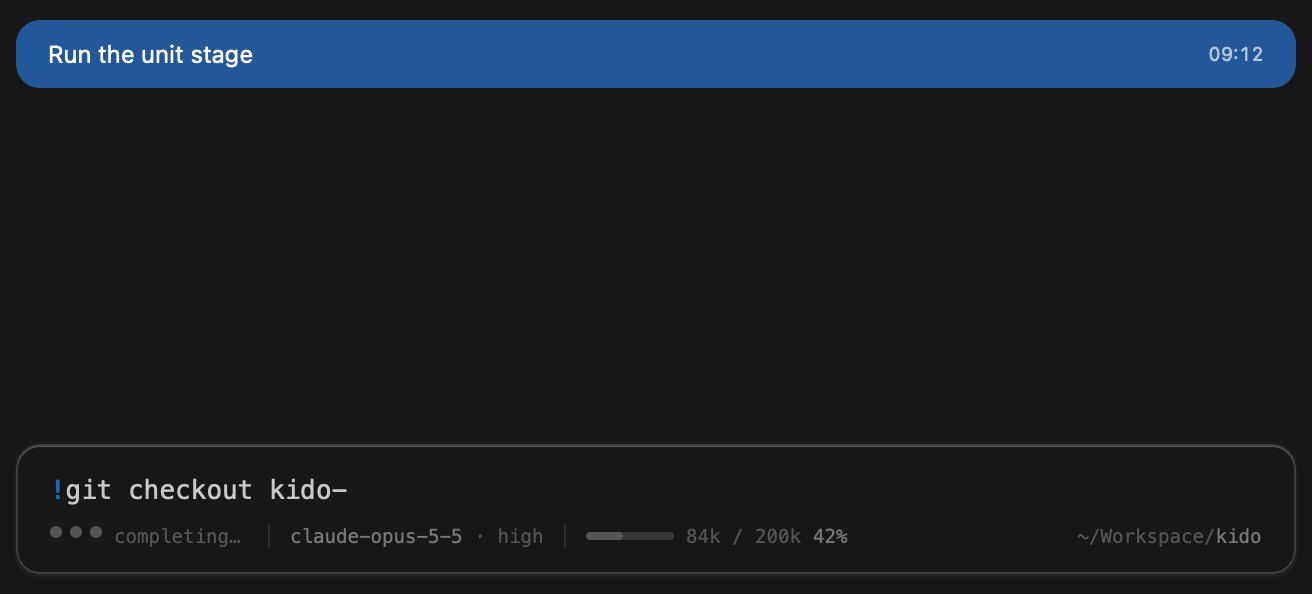 Run the unit stage 09:12
!git checkout kido-
completing… claude-opus-5-5 · high 84k / 200k 42% ~/Workspace/kido